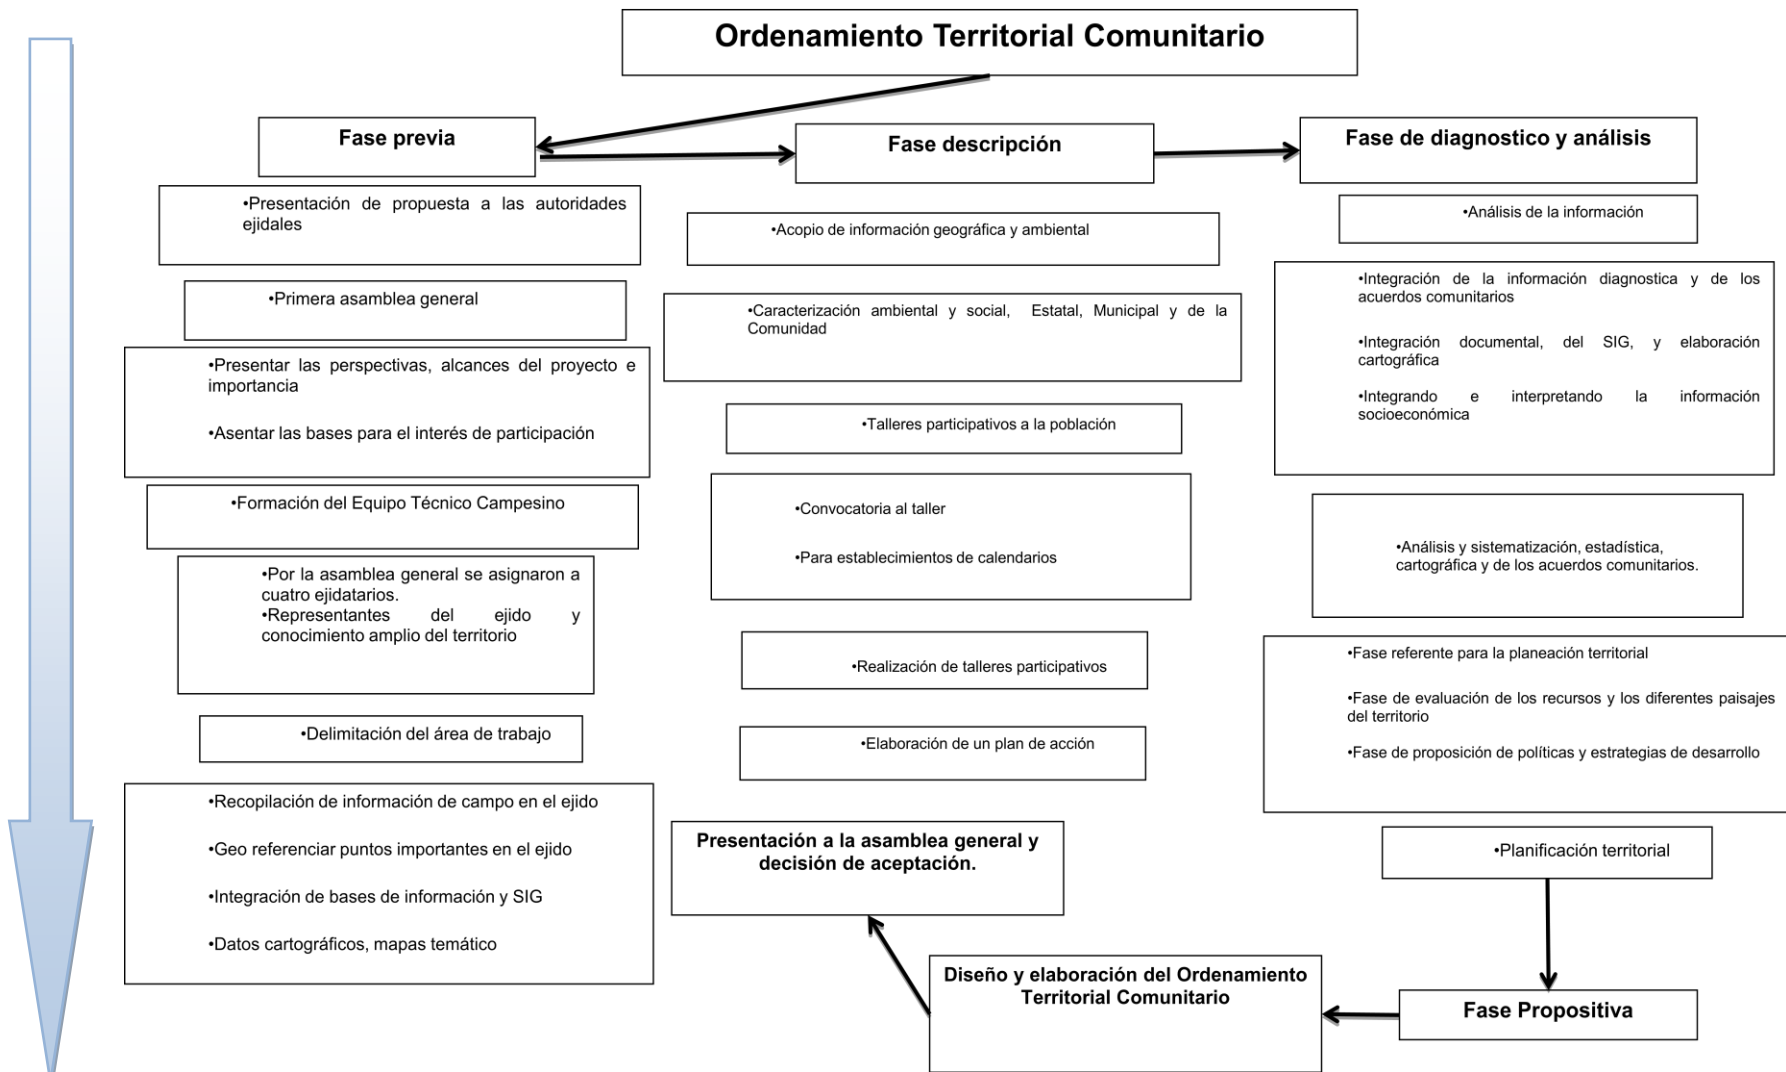 Ordenamiento Territorial Comunitario
Fase previa
•Presentación de propuesta a las autoridades
ejidales
•Primera asamblea general
•Presentar las perspectivas, alcances del proyecto e
importancia
•Asentar las bases para el interés de participación
•Formación del Equipo Técnico Campesino
•Por la asamblea general se asignaron a
cuatro ejidatarios.
•Representantes del ejido y
conocimiento amplio del territorio
•Delimitación del área de trabajo
•Recopilación de información de campo en el ejido
•Geo referenciar puntos importantes en el ejido
•Integración de bases de información y SIG
•Datos cartográficos, mapas temático
Fase descripción
•Acopio de información geográfica y ambiental
•Caracterización ambiental y social, Estatal, Municipal y de la
Comunidad
•Talleres participativos a la población
•Convocatoria al taller
•Para establecimientos de calendarios
•Realización de talleres participativos
•Elaboración de un plan de acción
Fase de diagnostico y análisis
•Análisis de la información
•Integración de la información diagnostica y de los
acuerdos comunitarios
•Integración documental, del SIG, y elaboración
cartográfica
•Integrando e interpretando la información
socioeconómica
•Análisis y sistematización, estadística,
cartográfica y de los acuerdos comunitarios.
•Fase referente para la planeación territorial
•Fase de evaluación de los recursos y los diferentes paisajes
del territorio
•Fase de proposición de políticas y estrategias de desarrollo
•Planificación territorial
Fase Propositiva
Diseño y elaboración del Ordenamiento
Territorial Comunitario
Presentación a la asamblea general y
decisión de aceptación.